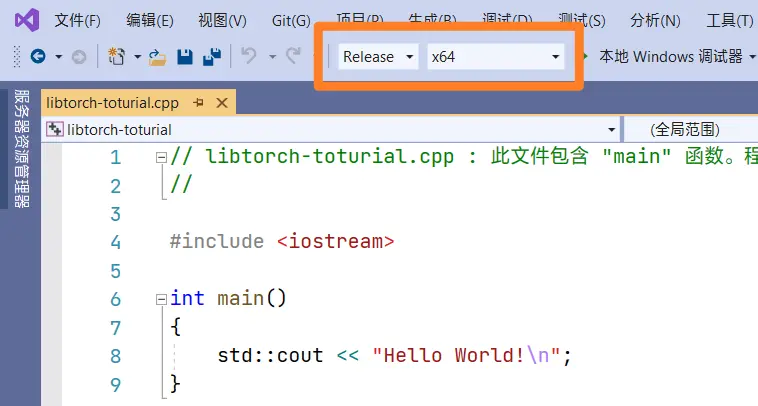 文件(F) 编辑(E) 视图(V) Git(G) 项目(P) 生成(B) 调试(D) 测试(S) 分析(N) 工具(T)
Release x64 本地 Windows 调试器
服务器资源管理器
libtorch-toturial.cpp
libtorch-toturial (全局范围)
1 // libtorch-toturial.cpp : 此文件包含 "main" 函数。程
2 //
3
4 #include <iostream>
5
6 int main()
7 {
8 std::cout << "Hello World!\n";
9 }